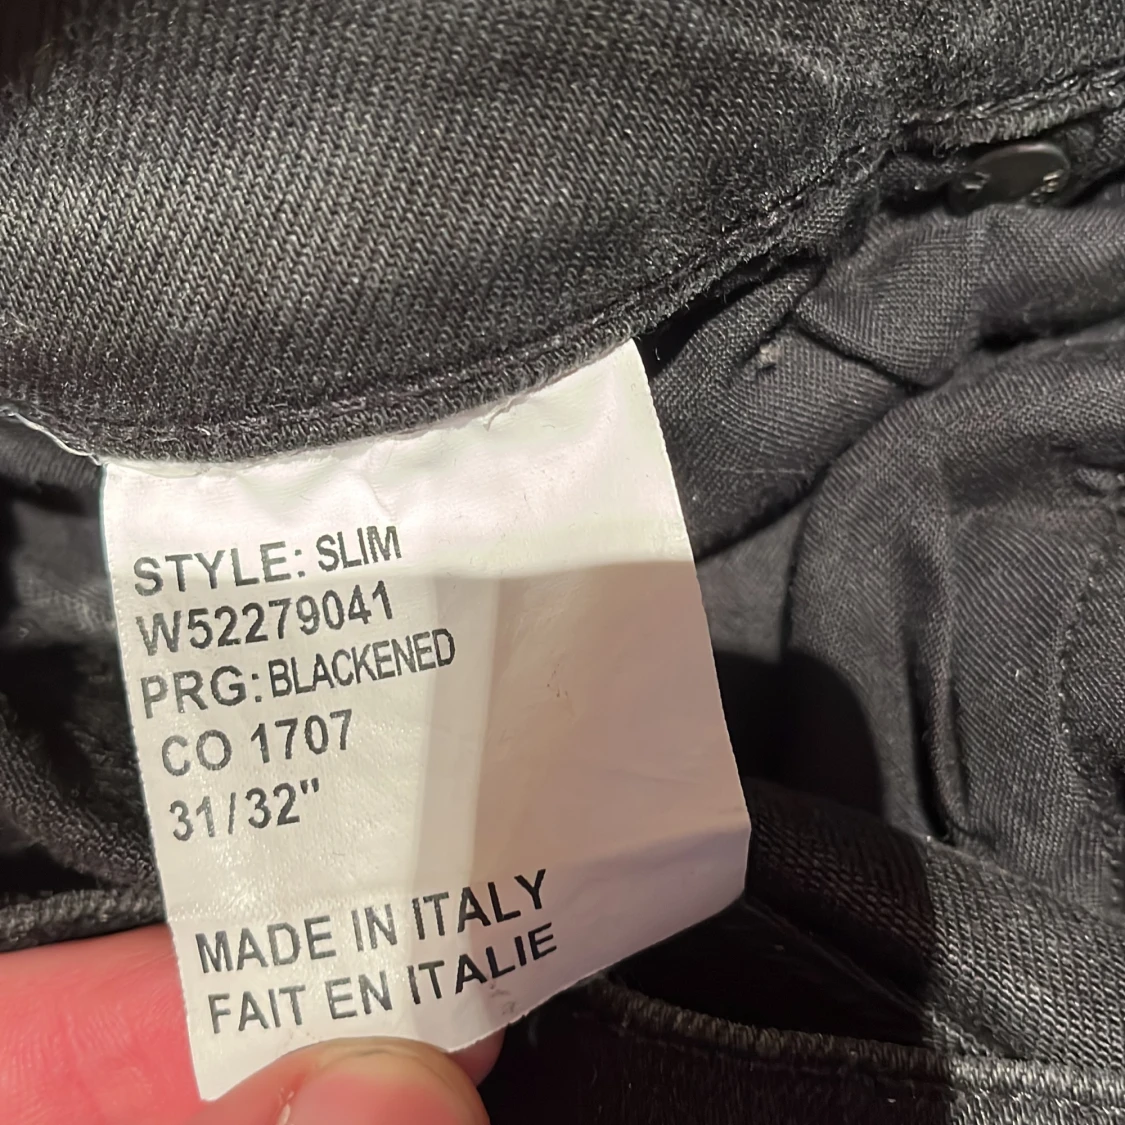 STYLE: SLIM
W52279041
PRG: BLACKENED
CO 1707
31/32"
MADE IN ITALY
FAIT EN ITALIE